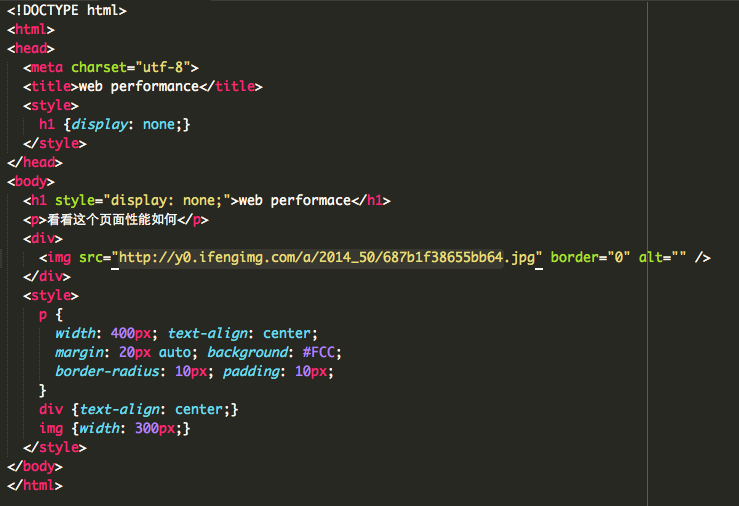 <!DOCTYPE html>
<html>
<head>
  <meta charset="utf-8">
  <title>web performance</title>
  <style>
    h1 {display: none;}
  </style>
</head>
<body>
  <h1 style="display: none;">web performace</h1>
  <p>看看这个页面性能如何</p>
  <div>
    <img src="http://y0.ifengimg.com/a/2014_50/687b1f38655bb64.jpg" border="0" alt="" />
  </div>
  <style>
    p {
      width: 400px; text-align: center;
      margin: 20px auto; background: #FCC;
      border-radius: 10px; padding: 10px;
    }
    div {text-align: center;}
    img {width: 300px;}
  </style>
</body>
</html>